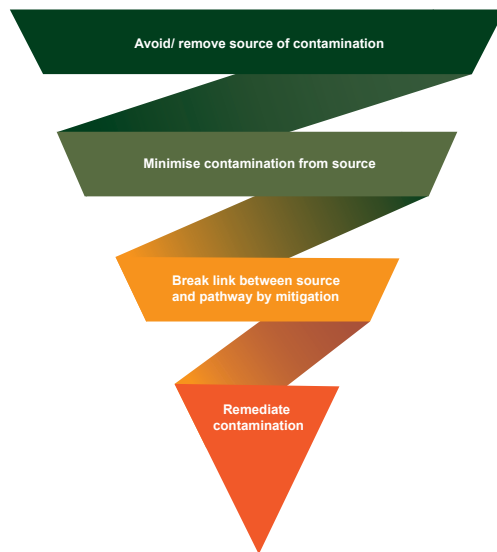 Avoid/ remove source of contamination
Minimise contamination from source
Break link between source
and pathway by mitigation
Remediate
contamination